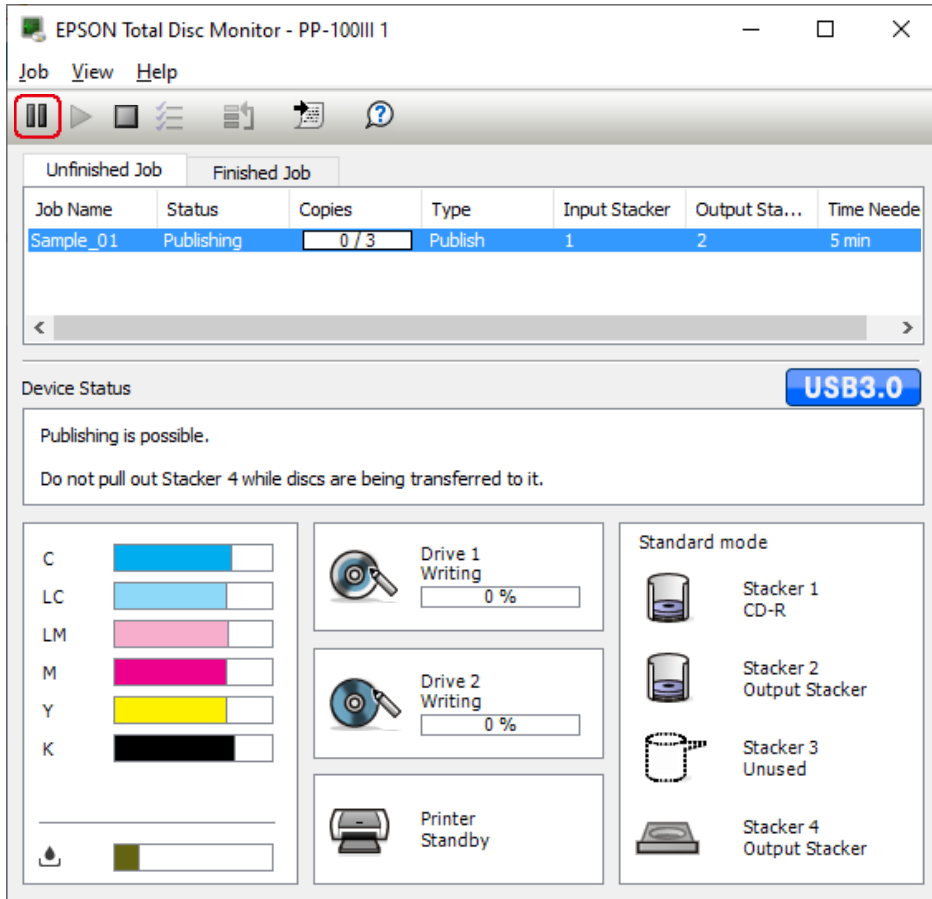 EPSON Total Disc Monitor - PP-100III 1
Job View Help
Unfinished Job Finished Job
Job Name Status Copies Type Input Stacker Output Sta... Time Neede
Sample_01 Publishing 0 / 3 Publish 1 2 5 min
Device Status USB3.0
Publishing is possible.
Do not pull out Stacker 4 while discs are being transferred to it.
C
LC
LM
M
Y
K
Drive 1
Writing
0 %
Drive 2
Writing
0 %
Printer
Standby
Standard mode
Stacker 1
CD-R
Stacker 2
Output Stacker
Stacker 3
Unused
Stacker 4
Output Stacker